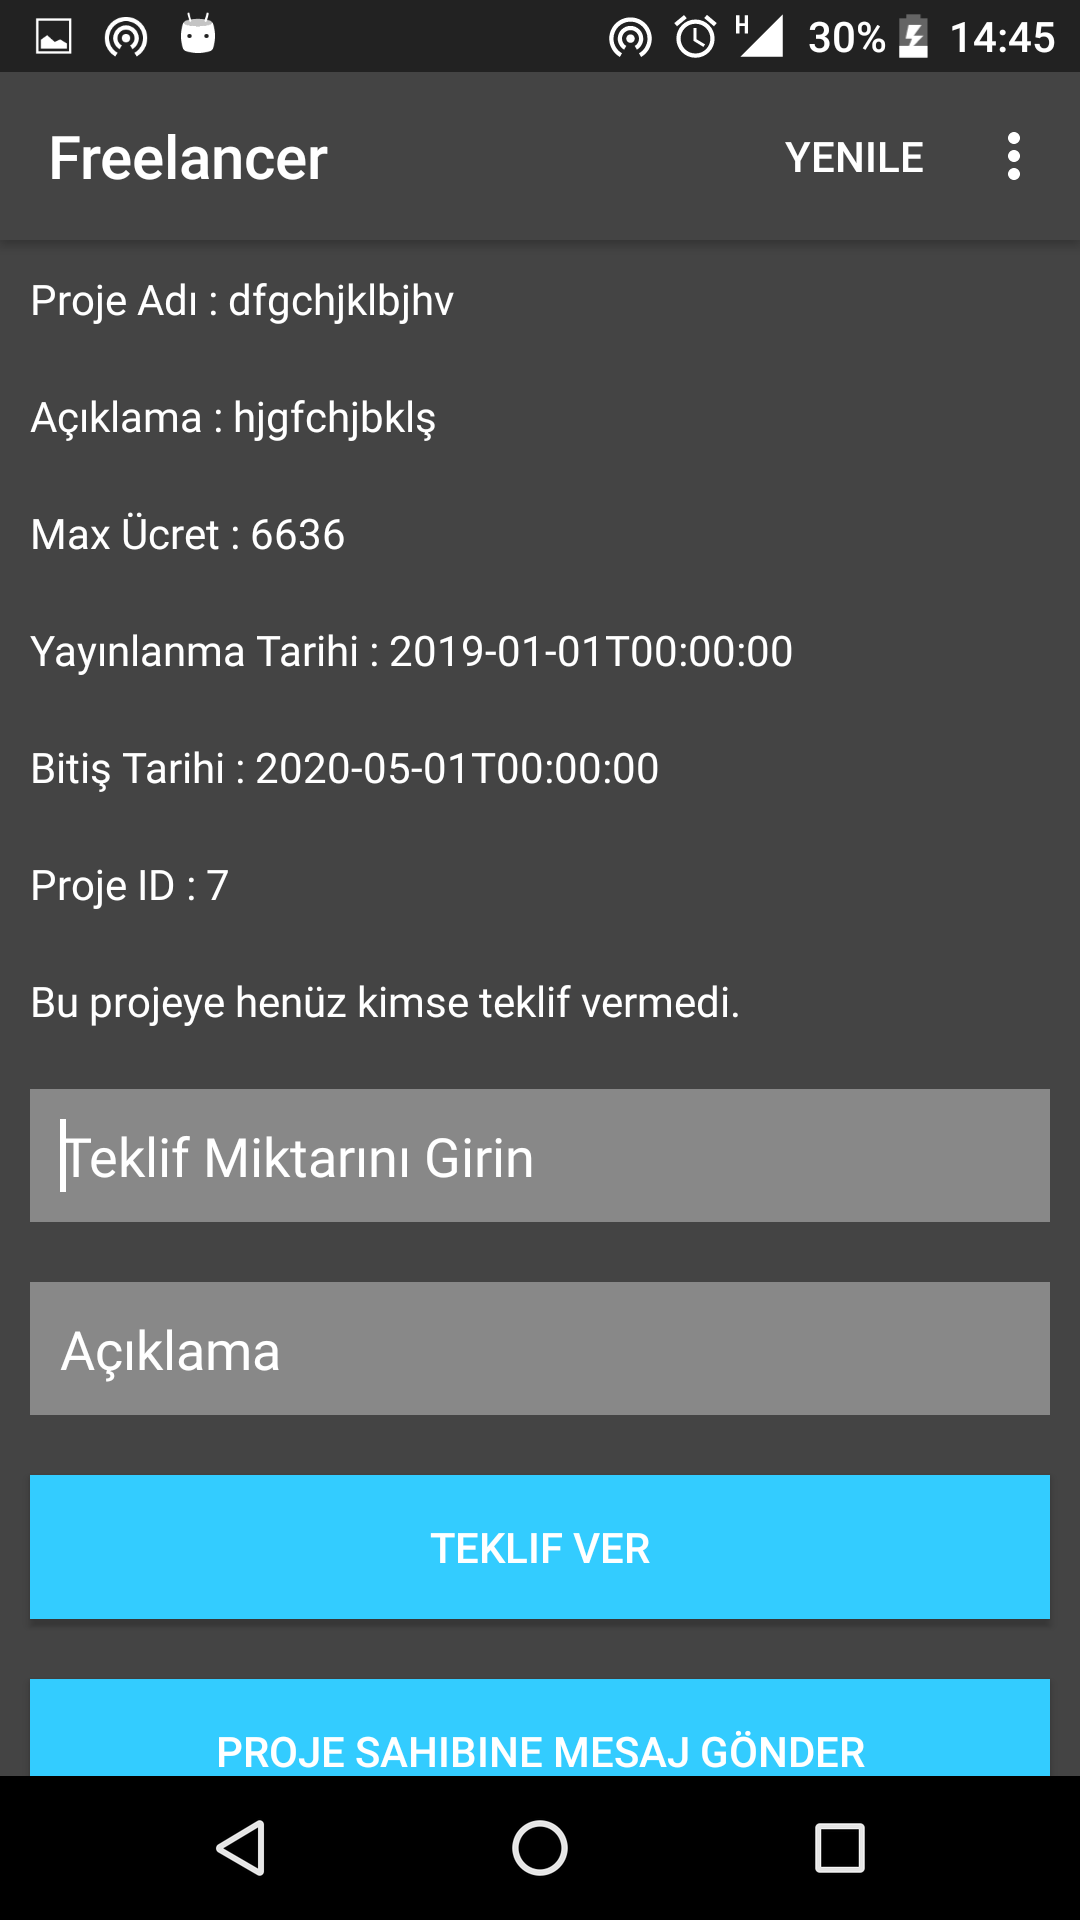 H 30% 14:45
Freelancer YENILE
Proje Adı : dfgchjklbjhv
Açıklama : hjgfchjbklş
Max Ücret : 6636
Yayınlanma Tarihi : 2019-01-01T00:00:00
Bitiş Tarihi : 2020-05-01T00:00:00
Proje ID : 7
Bu projeye henüz kimse teklif vermedi.
Teklif Miktarını Girin
Açıklama
TEKLIF VER
PROJE SAHIBINE MESAJ GÖNDER